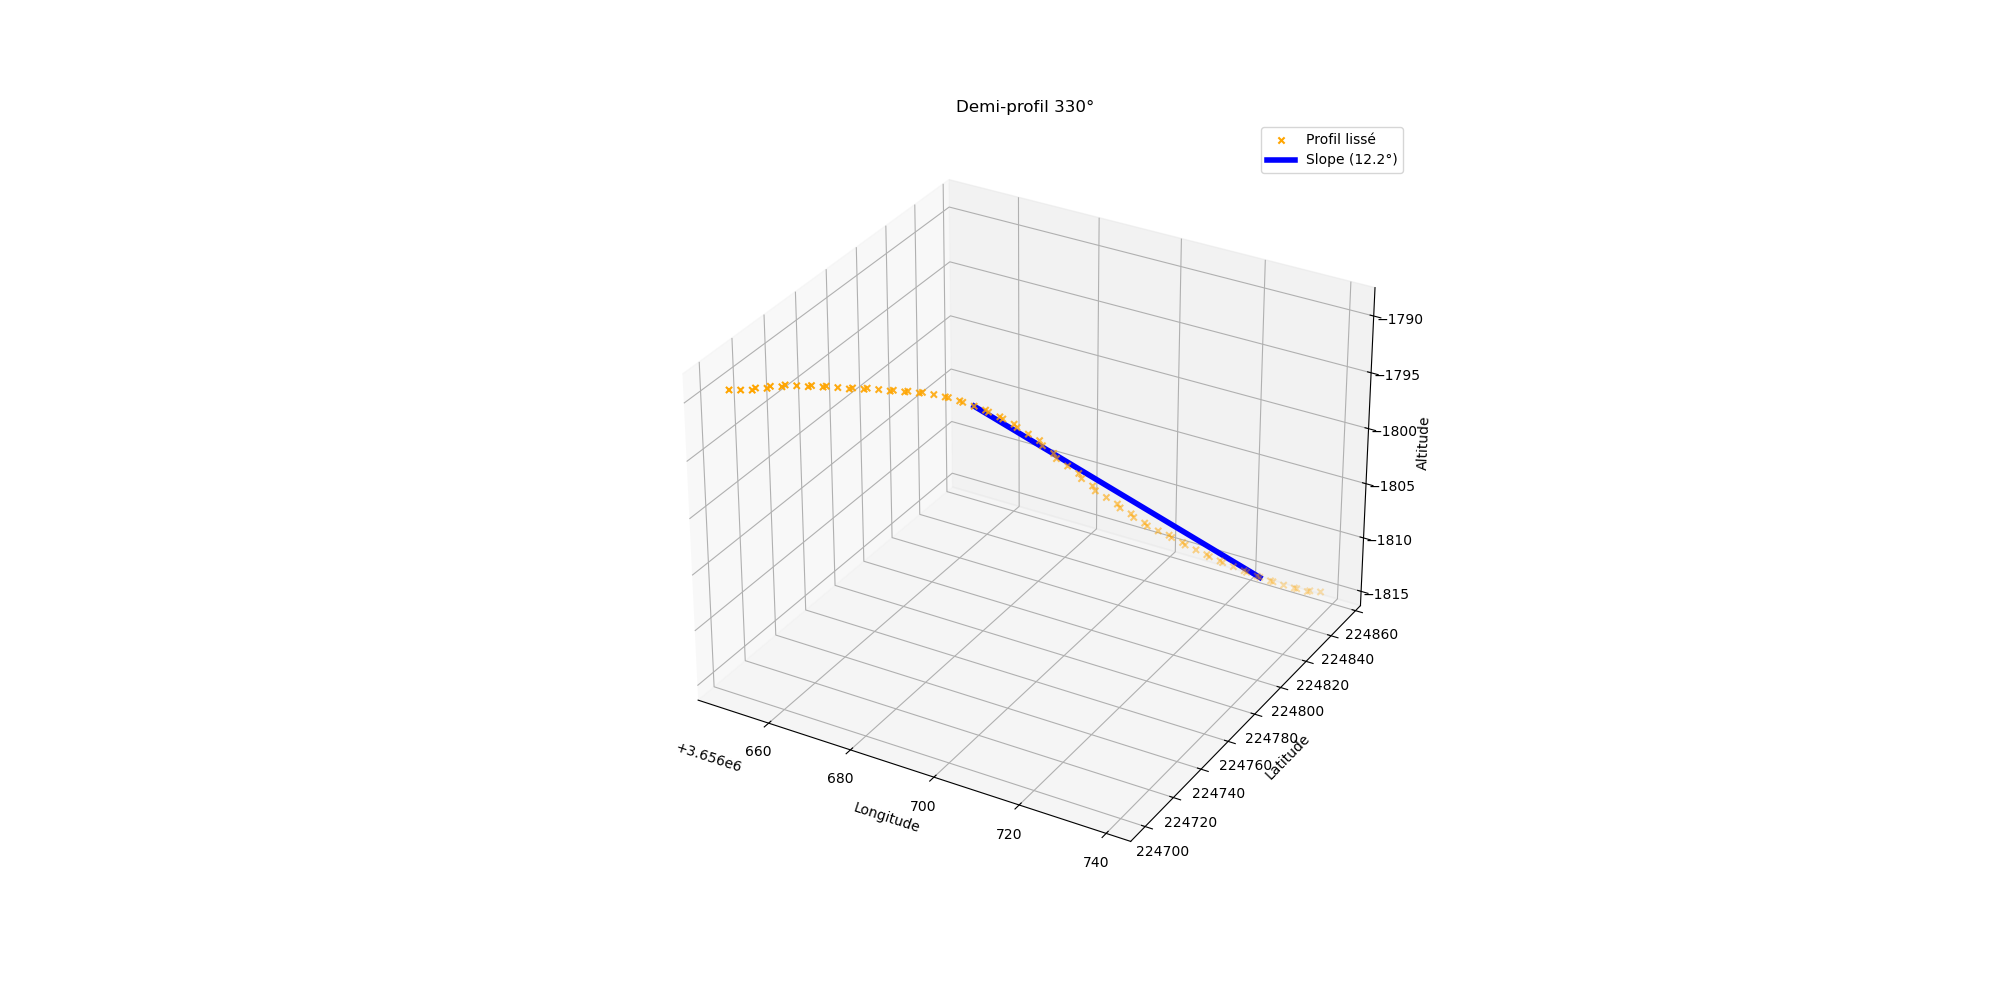 Demi-profil 330°
Profil lissé
Slope (12.2°)
−1790
−1795
−1800
−1805
−1810
−1815
Altitude
224860
224840
224820
224800
224780
224760
224740
224720
224700
Latitude
+3.656e6
660
680
700
720
740
Longitude